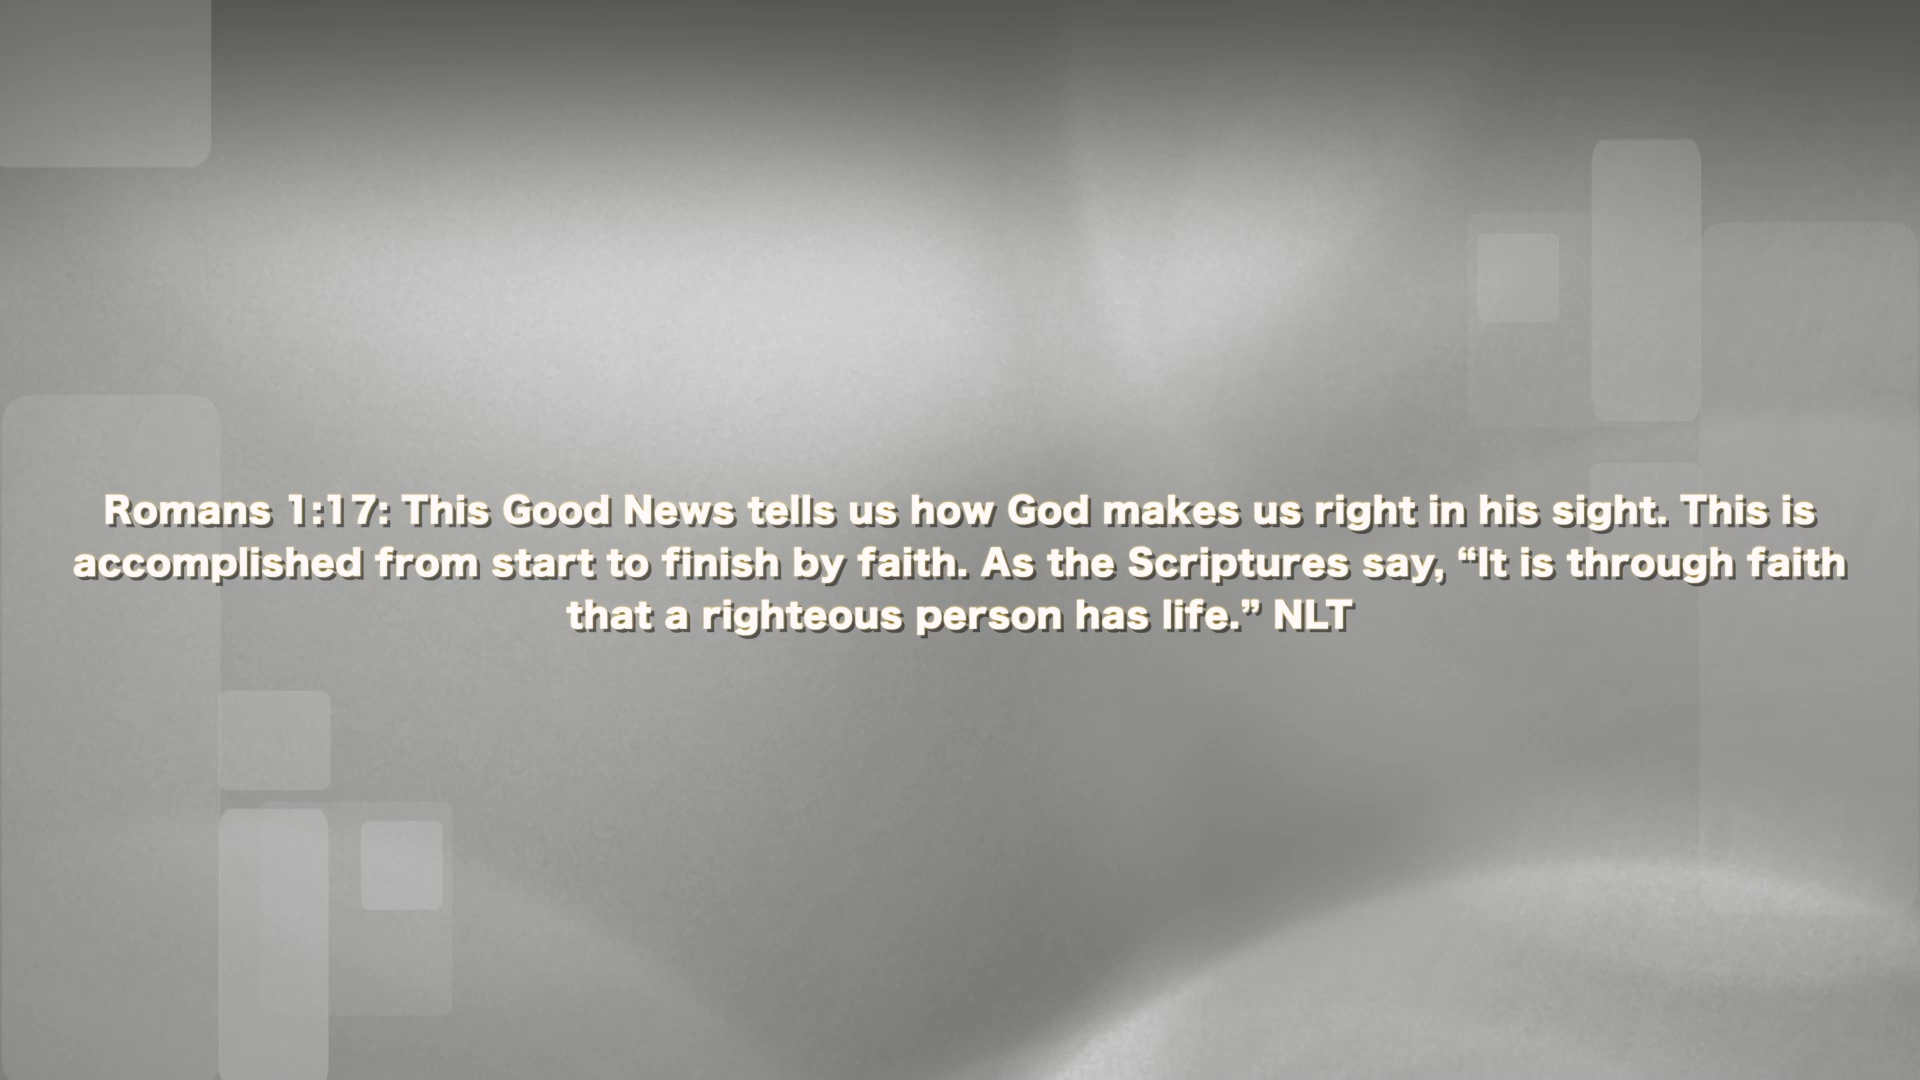 Romans 1:17: This Good News tells us how God makes us right in his sight. This is
accomplished from start to finish by faith. As the Scriptures say, “It is through faith
that a righteous person has life.” NLT